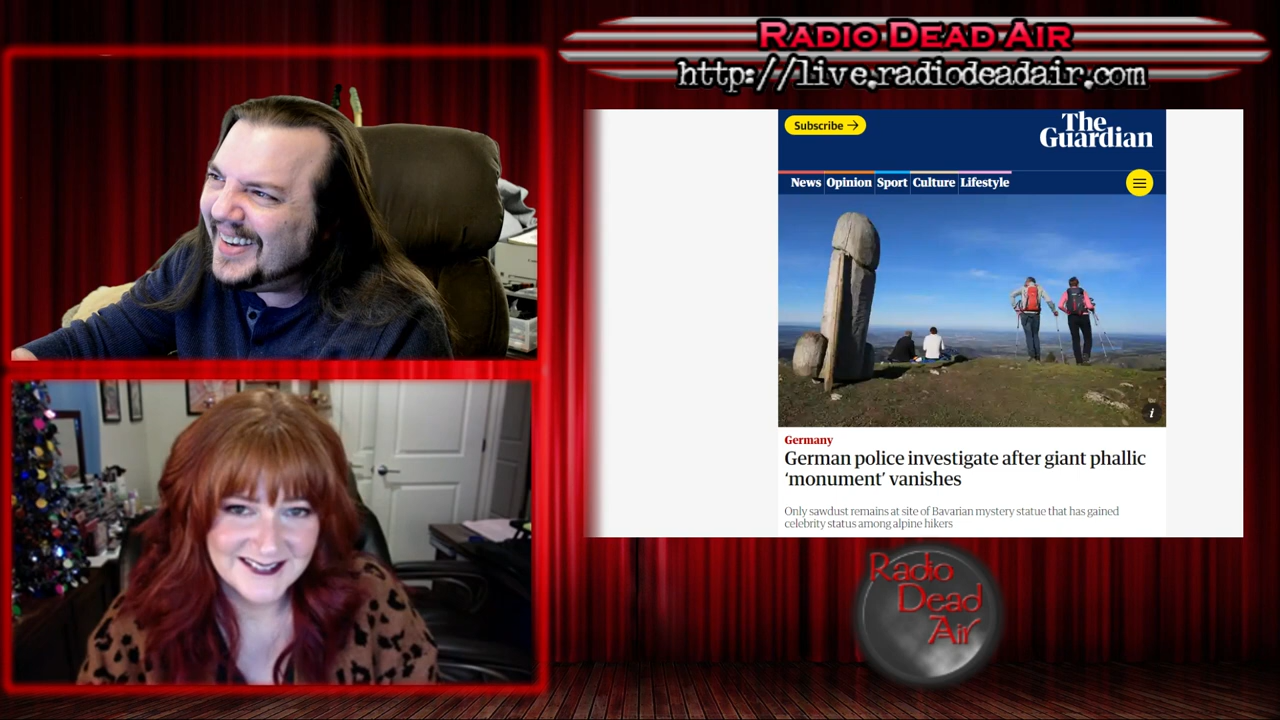 RADIO DEAD AIR
http://live.radiodeadair.com
Subscribe →
The
Guardian
News Opinion Sport Culture Lifestyle
i
Germany
German police investigate after giant phallic
‘monument’ vanishes
Only sawdust remains at site of Bavarian mystery statue that has gained
celebrity status among alpine hikers
Radio
Dead
Air